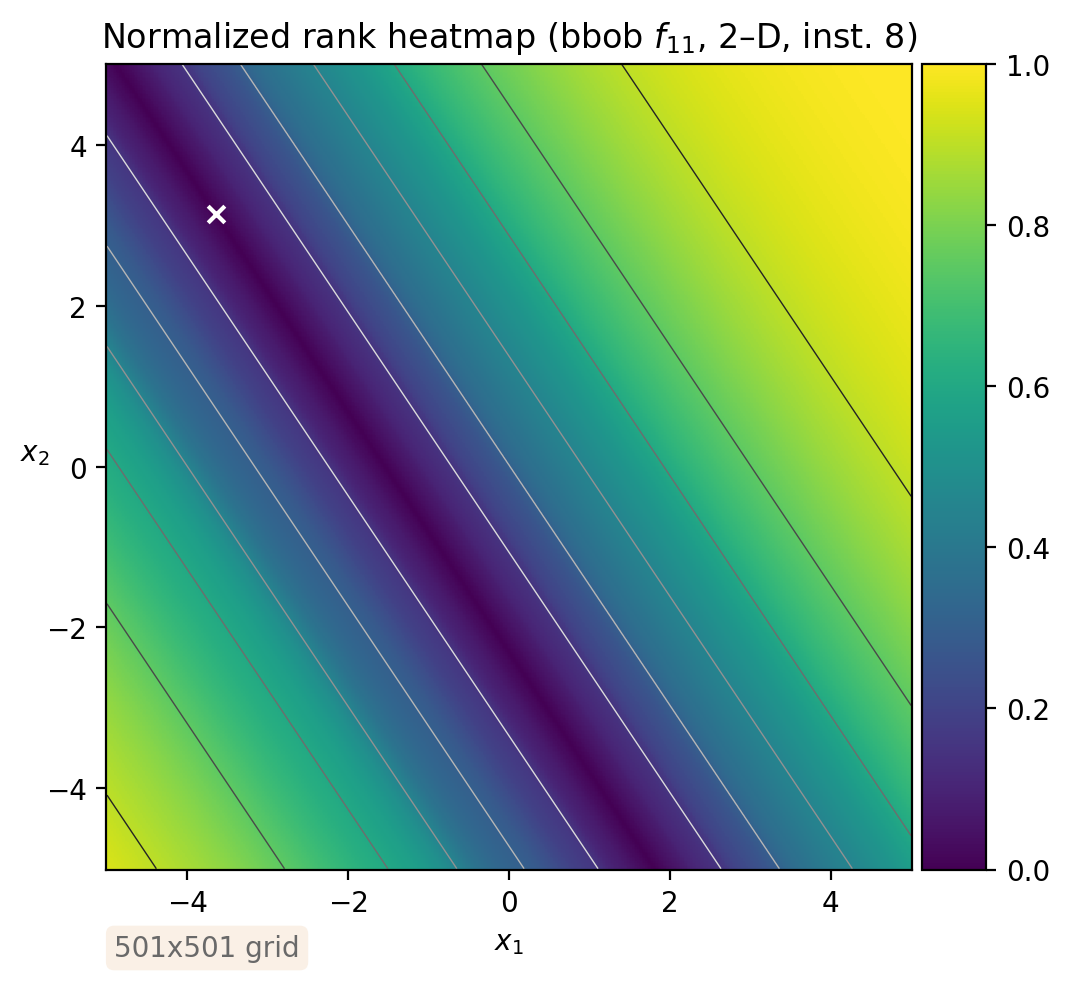 Normalized rank heatmap (bbob f₁₁, 2–D, inst. 8)
1.0
0.8
0.6
0.4
0.2
0.0
4
2
0
−2
−4
x₂
−4 −2 0 2 4
x₁
501x501 grid